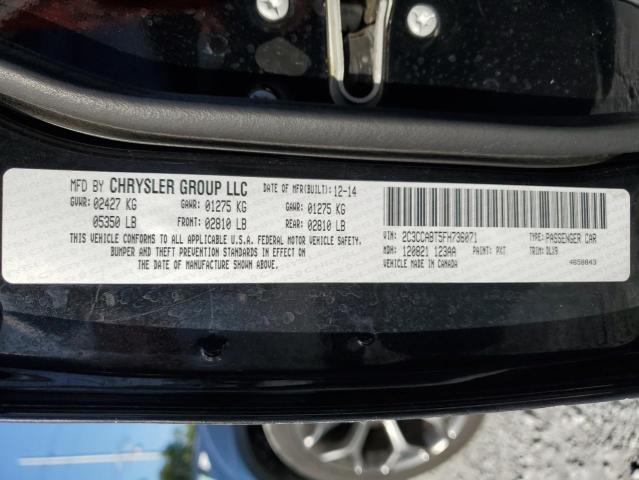 MFD BY CHRYSLER GROUP LLC DATE OF MFR(BUILT):12-14
GVWR: 02427 KG GAWR: 01275 KG GAWR: 01275 KG
05350 LB FRONT: 02810 LB REAR: 02810 LB
THIS VEHICLE CONFORMS TO ALL APPLICABLE U.S.A. FEDERAL MOTOR VEHICLE SAFETY,
BUMPER AND THEFT PREVENTION STANDARDS IN EFFECT ON
THE DATE OF MANUFACTURE SHOWN ABOVE.
VIN: 2C3CCABT5FH736071 TYPE: PASSENGER CAR
MDH: 120821 123AA PAINT: PXT TRIM: DLX9
VEHICLE MADE IN CANADA 4658843